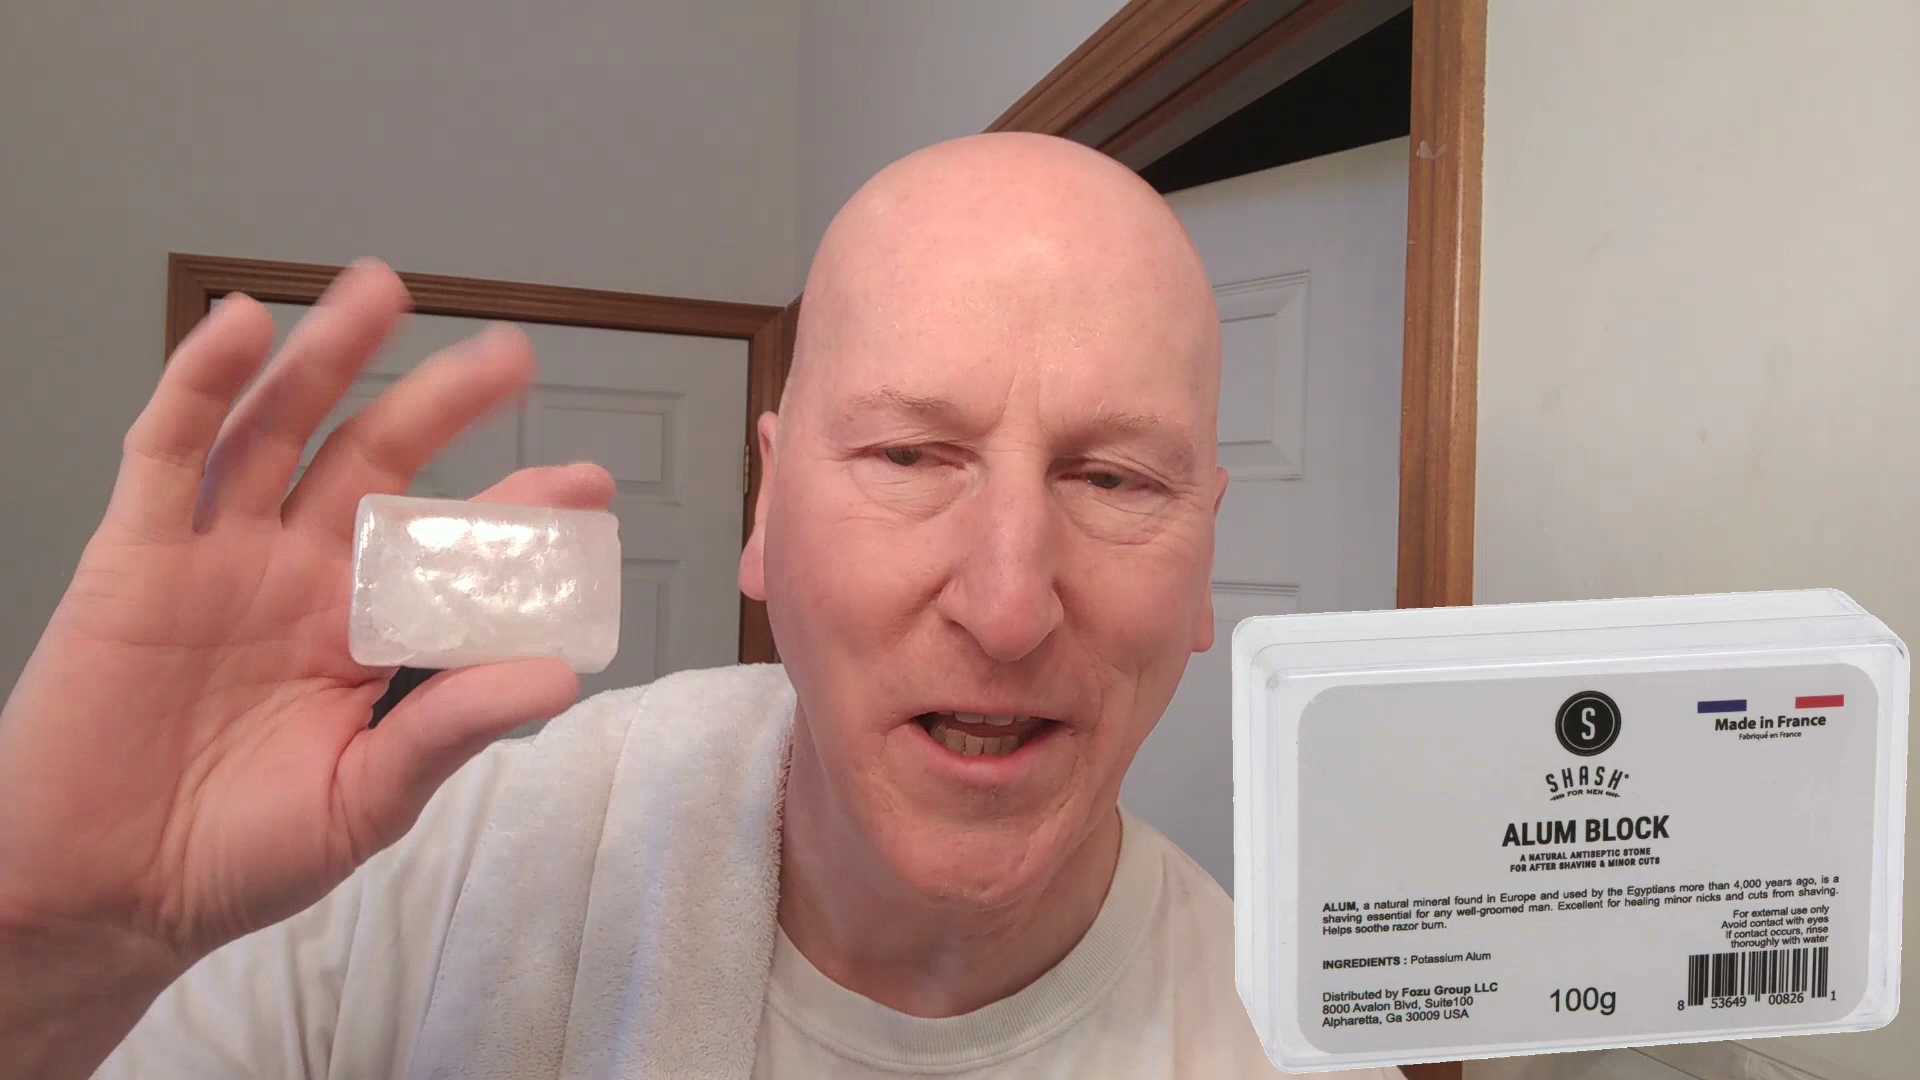 S
SHASH
FOR MEN
Made in France
Fabriqué en France
ALUM BLOCK
A NATURAL ANTISEPTIC STONE
FOR AFTER SHAVING & MINOR CUTS
ALUM, a natural mineral found in Europe and used by the Egyptians more than 4,000 years ago, is a
shaving essential for any well-groomed man. Excellent for healing minor nicks and cuts from shaving.
Helps soothe razor burn.
For external use only
Avoid contact with eyes
If contact occurs, rinse
thoroughly with water
INGREDIENTS : Potassium Alum
Distributed by Fozu Group LLC
8000 Avalon Blvd, Suite100
Alpharetta, Ga 30009 USA
100g
8 53649 00826 1